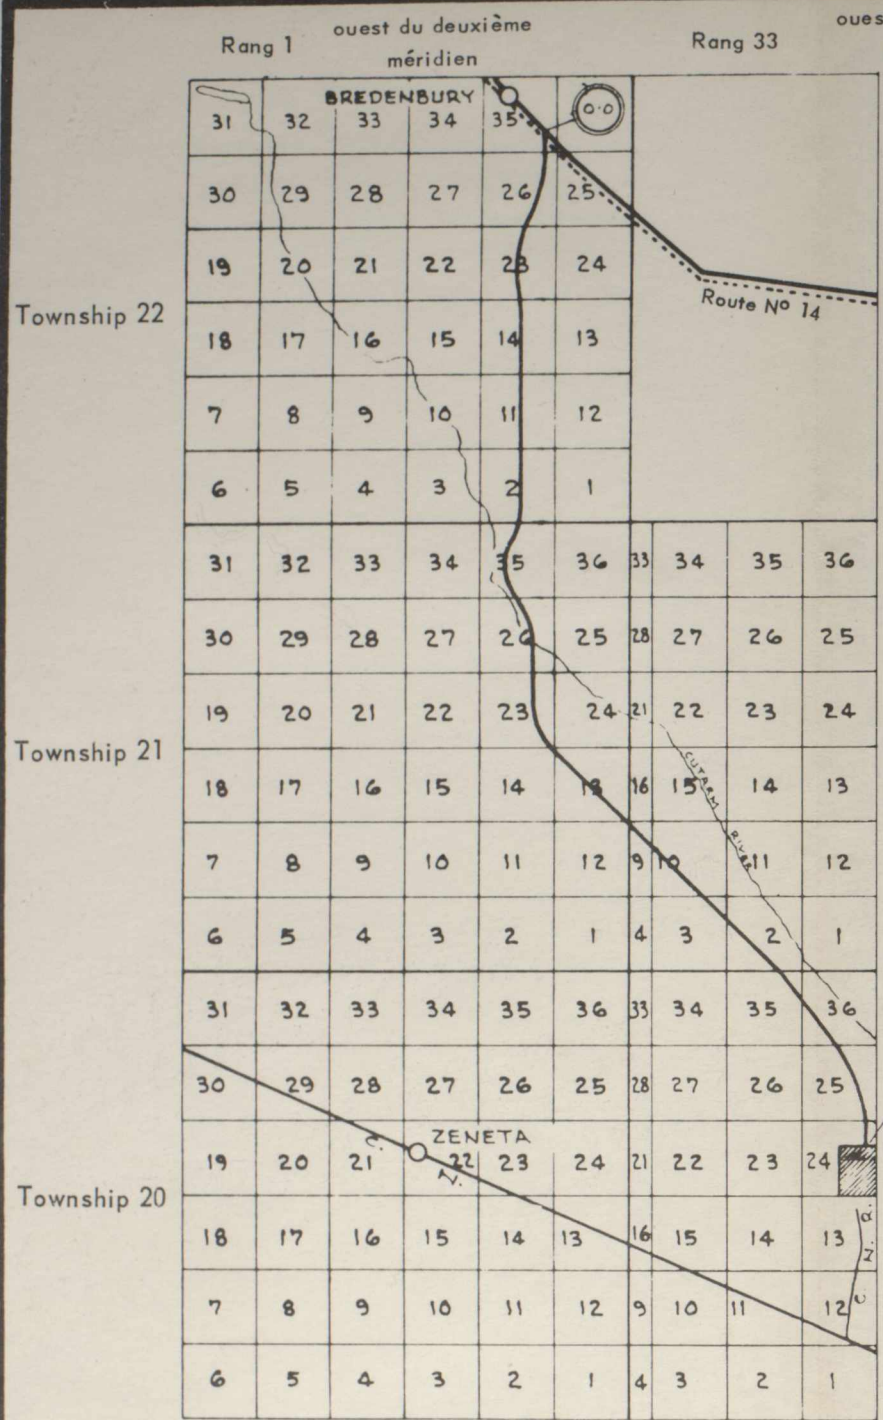 Rang 1 ouest du deuxième méridien Rang 33 oues
BREDENBURY
31 32 33 34 35 0.0
30 29 28 27 26 25
19 20 21 22 23 24
Township 22
Route Nº 14
18 17 16 15 14 13
7 8 9 10 11 12
6 5 4 3 2 1
31 32 33 34 35 36 33 34 35 36
30 29 28 27 26 25 28 27 26 25
19 20 21 22 23 24 21 22 23 24
Township 21
CUTARM RIVER
18 17 16 15 14 13 16 15 14 13
7 8 9 10 11 12 9 10 11 12
6 5 4 3 2 1 4 3 2 1
31 32 33 34 35 36 33 34 35 36
30 29 28 27 26 25 28 27 26 25
ZENETA
C. N.
19 20 21 22 23 24 21 22 23 24
Township 20
18 17 16 15 14 13 16 15 14 13
C. N. R.
7 8 9 10 11 12 9 10 11 12
6 5 4 3 2 1 4 3 2 1